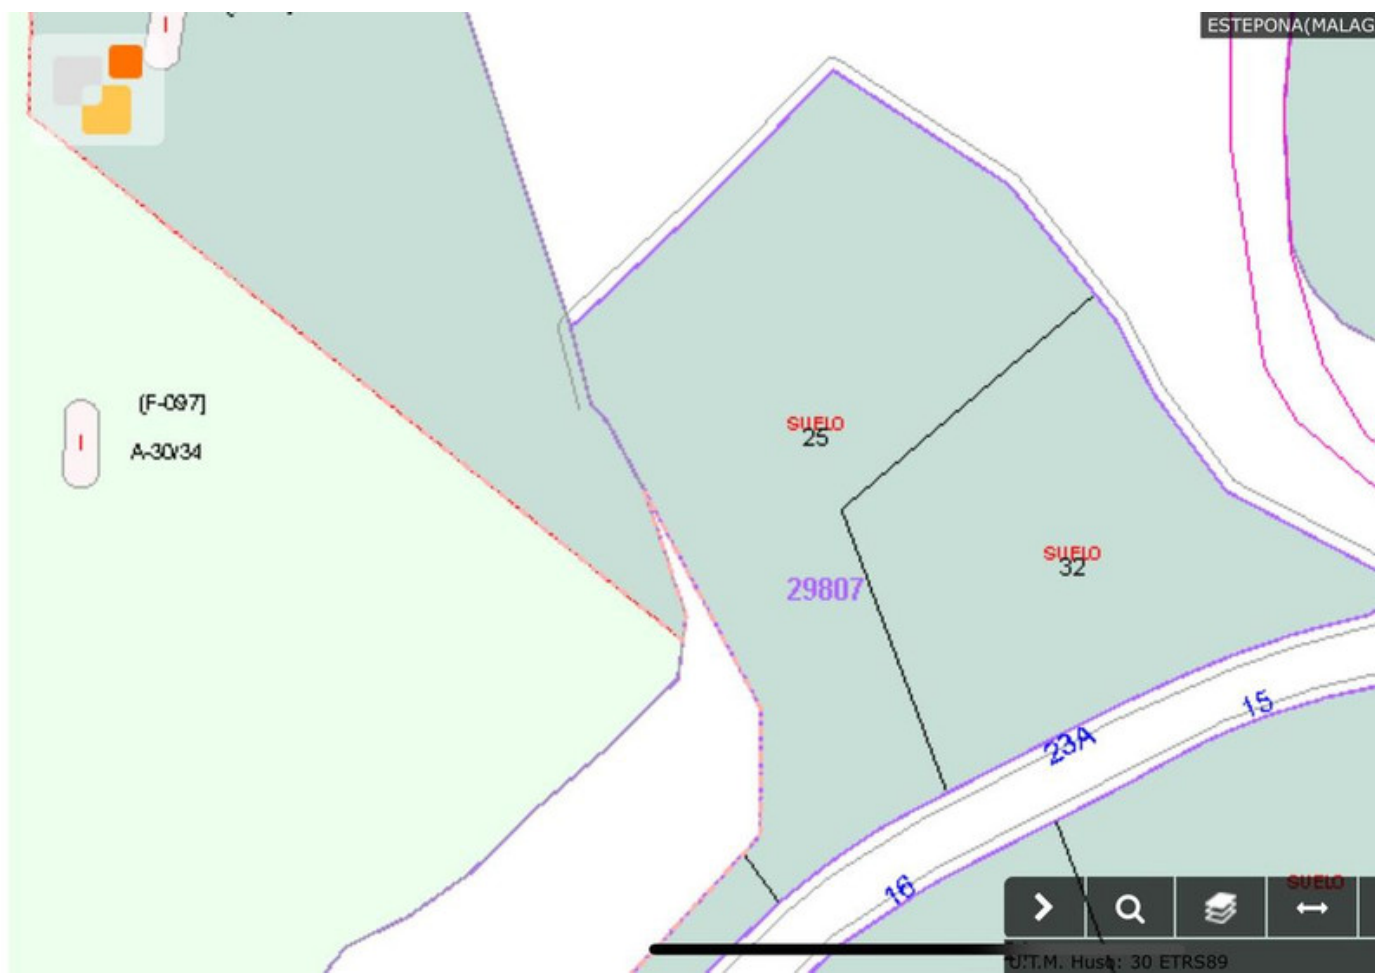 ESTEPONA(MALAG
I
(F-097]
A-30/34
I
SUELO
25
SUELO
32
29807
15
23A
16
SUELO
U.T.M. Huso: 30 ETRS89